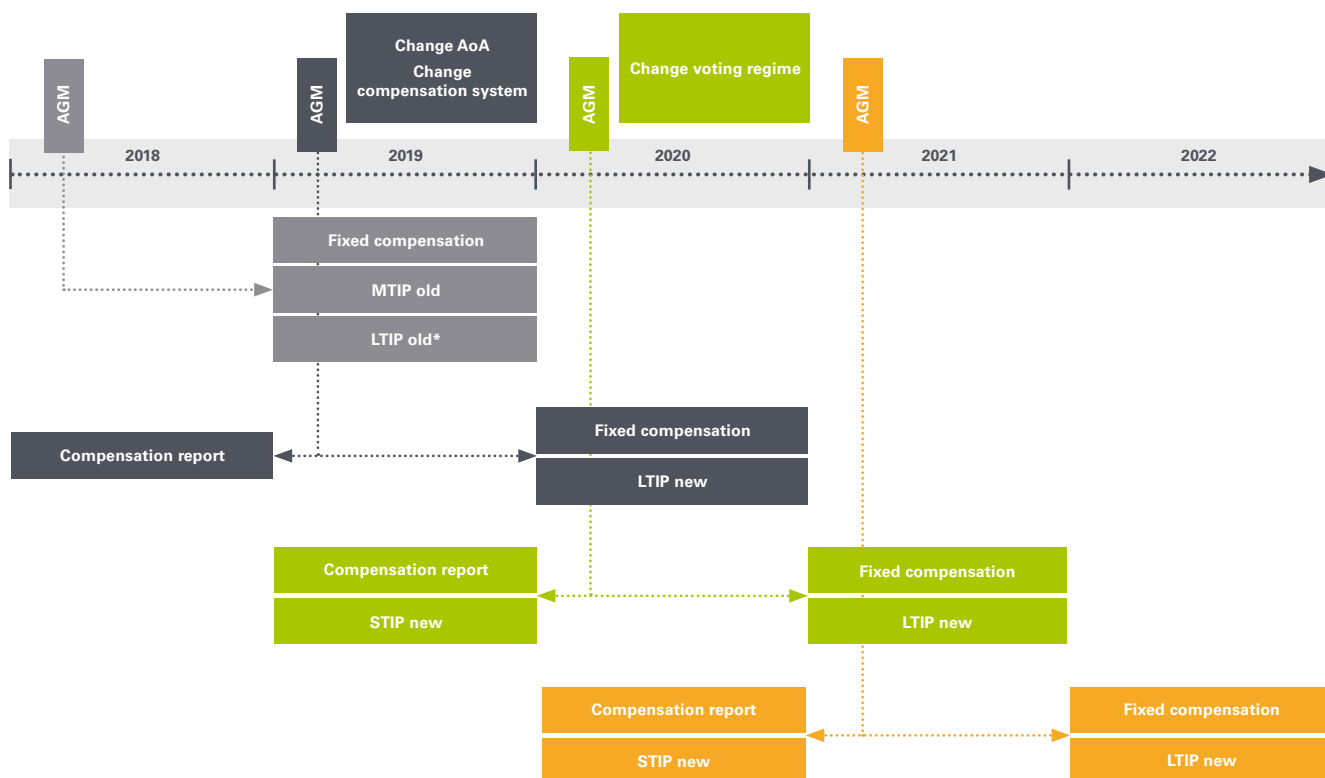 Change AoA
Change
compensation system
Change voting regime
AGM
AGM
AGM
AGM
2018
2019
2020
2021
2022
Fixed compensation
MTIP old
LTIP old*
Compensation report
Fixed compensation
LTIP new
Compensation report
STIP new
Fixed compensation
LTIP new
Compensation report
STIP new
Fixed compensation
LTIP new